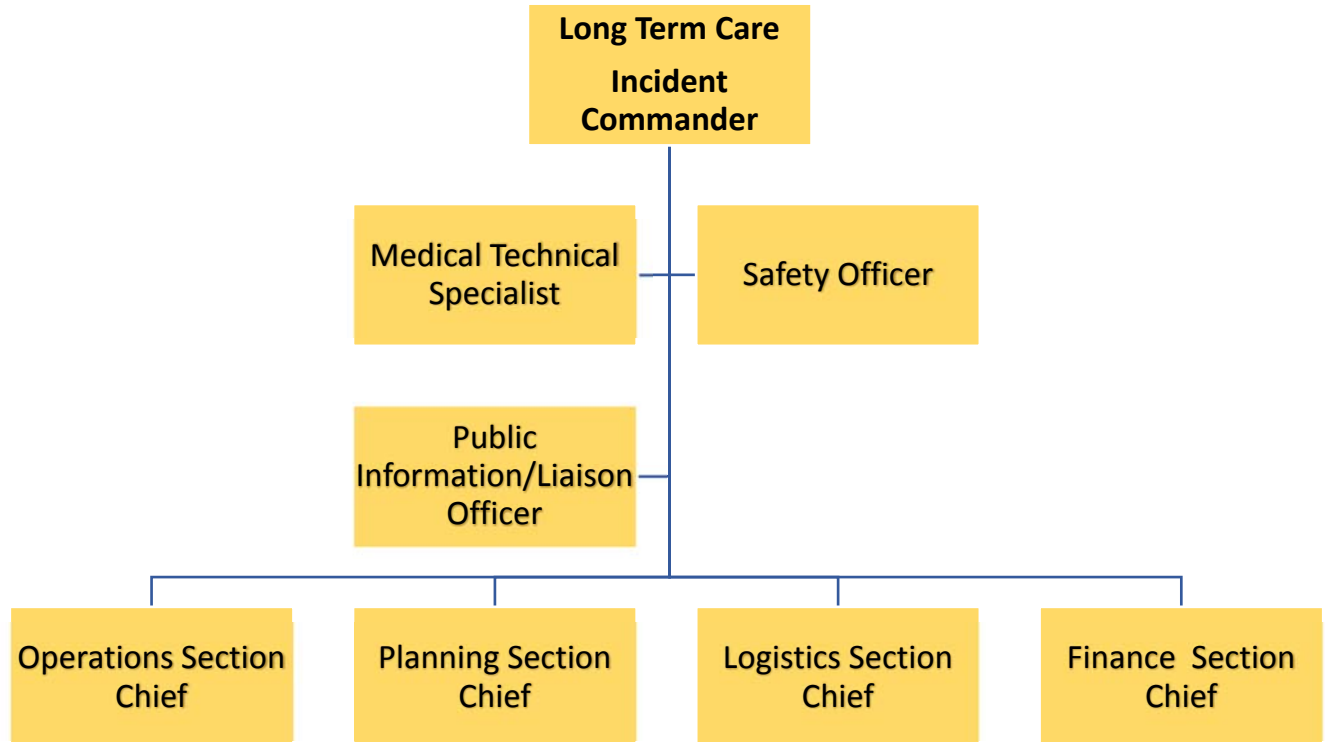 Long Term Care
Incident
Commander
Medical Technical
Specialist
Safety Officer
Public
Information/Liaison
Officer
Operations Section
Chief
Planning Section
Chief
Logistics Section
Chief
Finance  Section
Chief